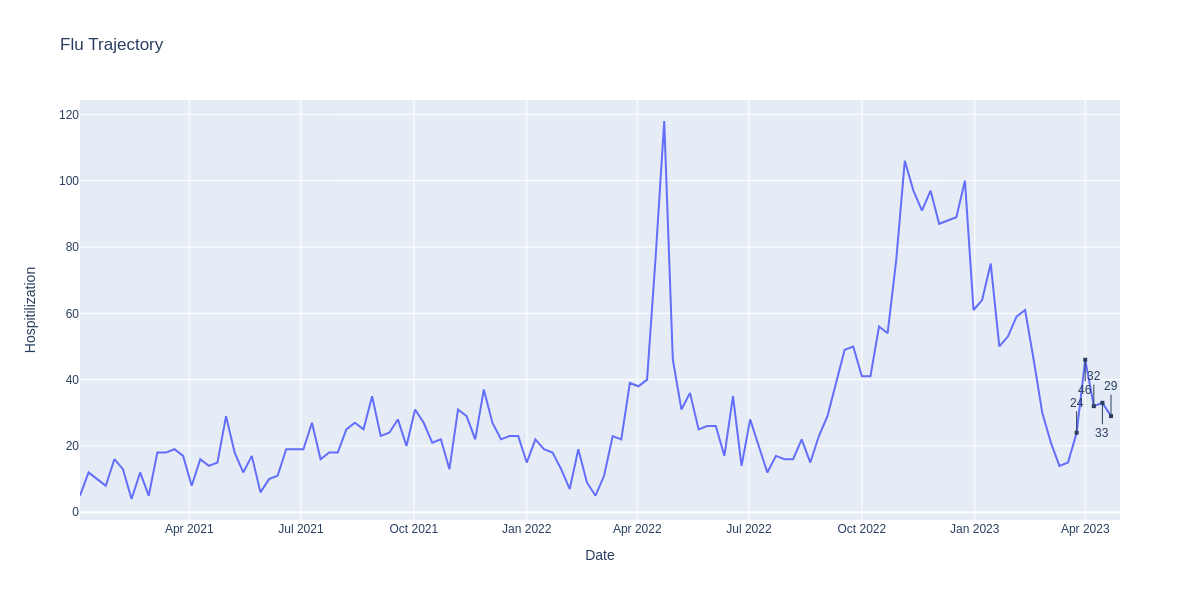 Flu Trajectory
120
100
80
60
40
20
0
Hospitilization
24
46
32
33
29
Apr 2021
Jul 2021
Oct 2021
Jan 2022
Apr 2022
Jul 2022
Oct 2022
Jan 2023
Apr 2023
Date